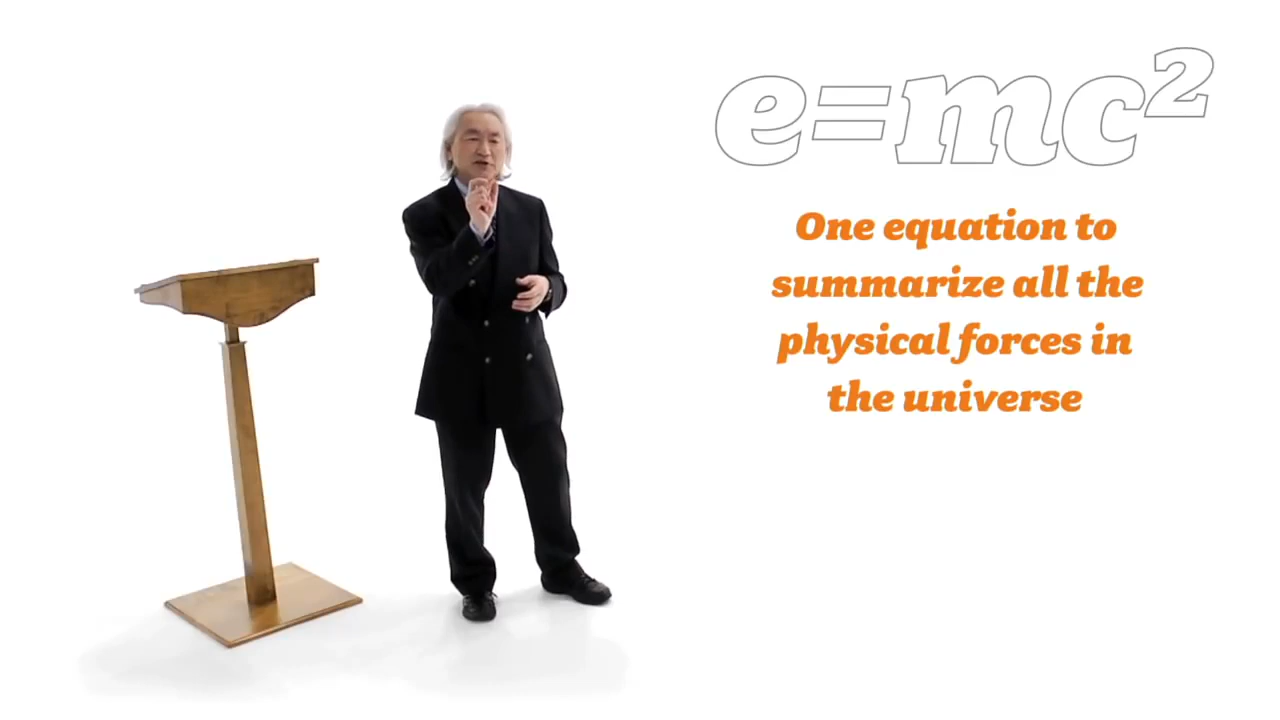 e=mc²
One equation to
summarize all the
physical forces in
the universe